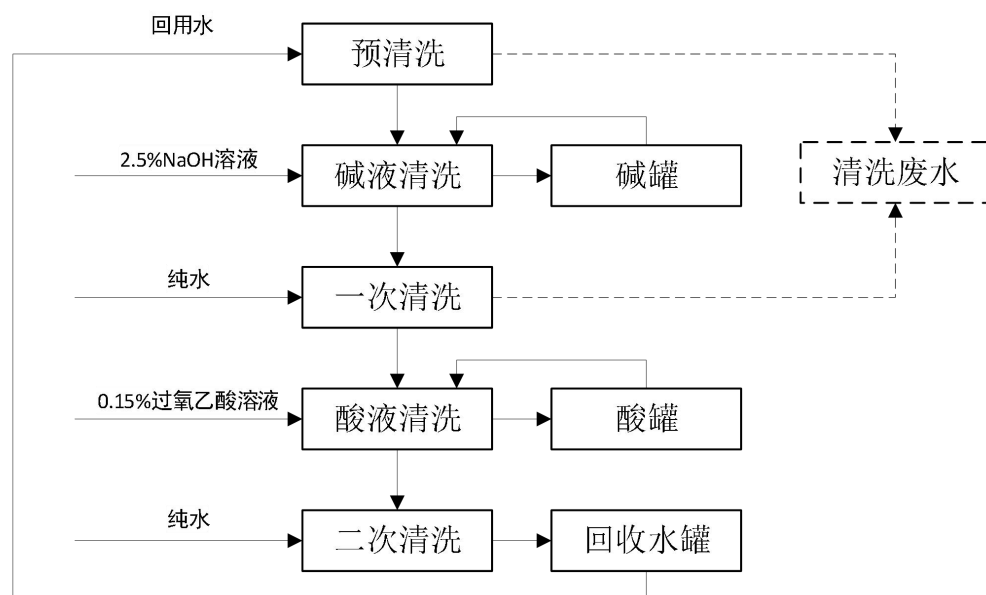 回用水
预清洗
2.5%NaOH溶液
碱液清洗
碱罐
清洗废水
纯水
一次清洗
0.15%过氧乙酸溶液
酸液清洗
酸罐
纯水
二次清洗
回收水罐